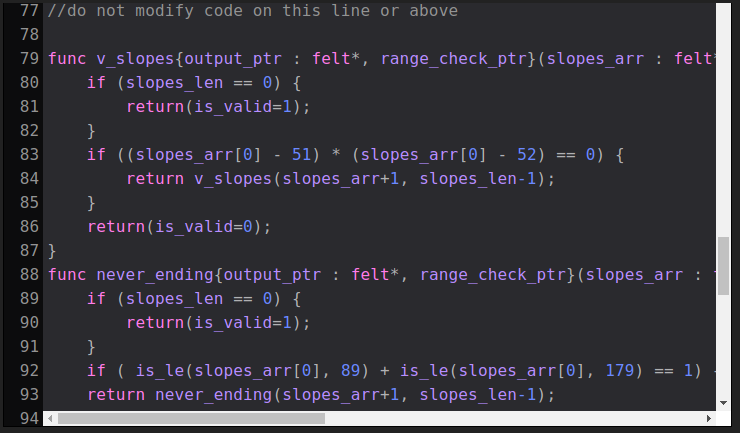 77 //do not modify code on this line or above
78
79 func v_slopes{output_ptr : felt*, range_check_ptr}(slopes_arr : felt*
80     if (slopes_len == 0) {
81         return(is_valid=1);
82     }
83     if ((slopes_arr[0] - 51) * (slopes_arr[0] - 52) == 0) {
84         return v_slopes(slopes_arr+1, slopes_len-1);
85     }
86     return(is_valid=0);
87 }
88 func never_ending{output_ptr : felt*, range_check_ptr}(slopes_arr :
89     if (slopes_len == 0) {
90         return(is_valid=1);
91     }
92     if ( is_le(slopes_arr[0], 89) + is_le(slopes_arr[0], 179) == 1)
93     return never_ending(slopes_arr+1, slopes_len-1);
94